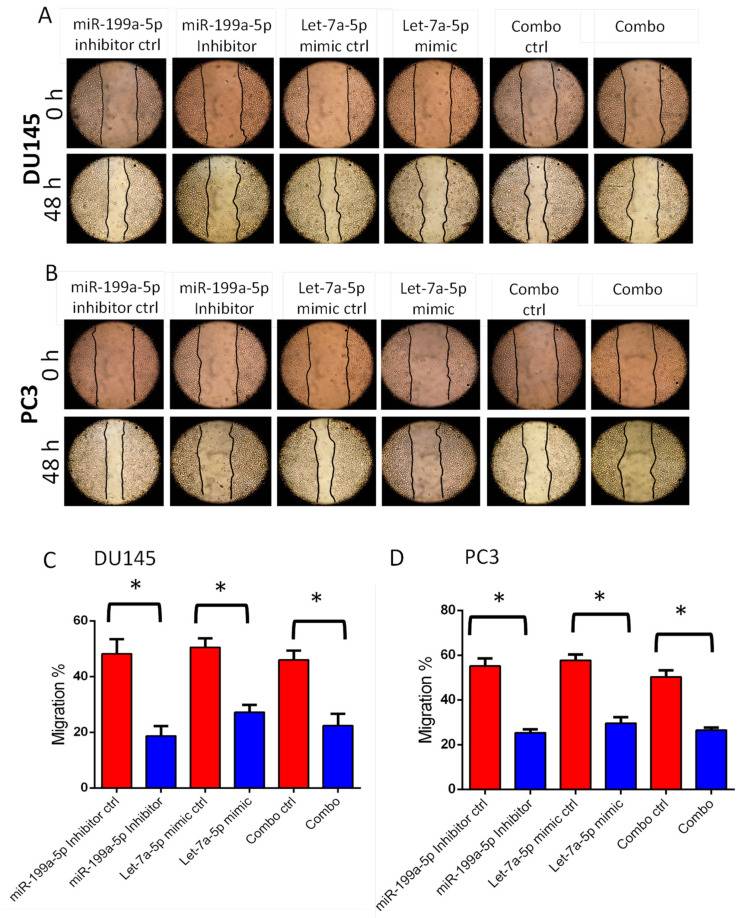 A
miR-199a-5p
inhibitor ctrl
miR-199a-5p
Inhibitor
Let-7a-5p
mimic ctrl
Let-7a-5p
mimic
Combo
ctrl
Combo
DU145
0 h
48 h
B
miR-199a-5p
inhibitor ctrl
miR-199a-5p
Inhibitor
Let-7a-5p
mimic ctrl
Let-7a-5p
mimic
Combo
ctrl
Combo
PC3
0 h
48 h
C DU145
* * *
60
40
20
0
Migration %
miR-199a-5p Inhibitor ctrl
miR-199a-5p Inhibitor
Let-7a-5p mimic ctrl
Let-7a-5p mimic
Combo ctrl
Combo
D PC3
* * *
80
60
40
20
0
Migration %
miR-199a-5p Inhibitor ctrl
miR-199a-5p Inhibitor
Let-7a-5p mimic ctrl
Let-7a-5p mimic
Combo ctrl
Combo